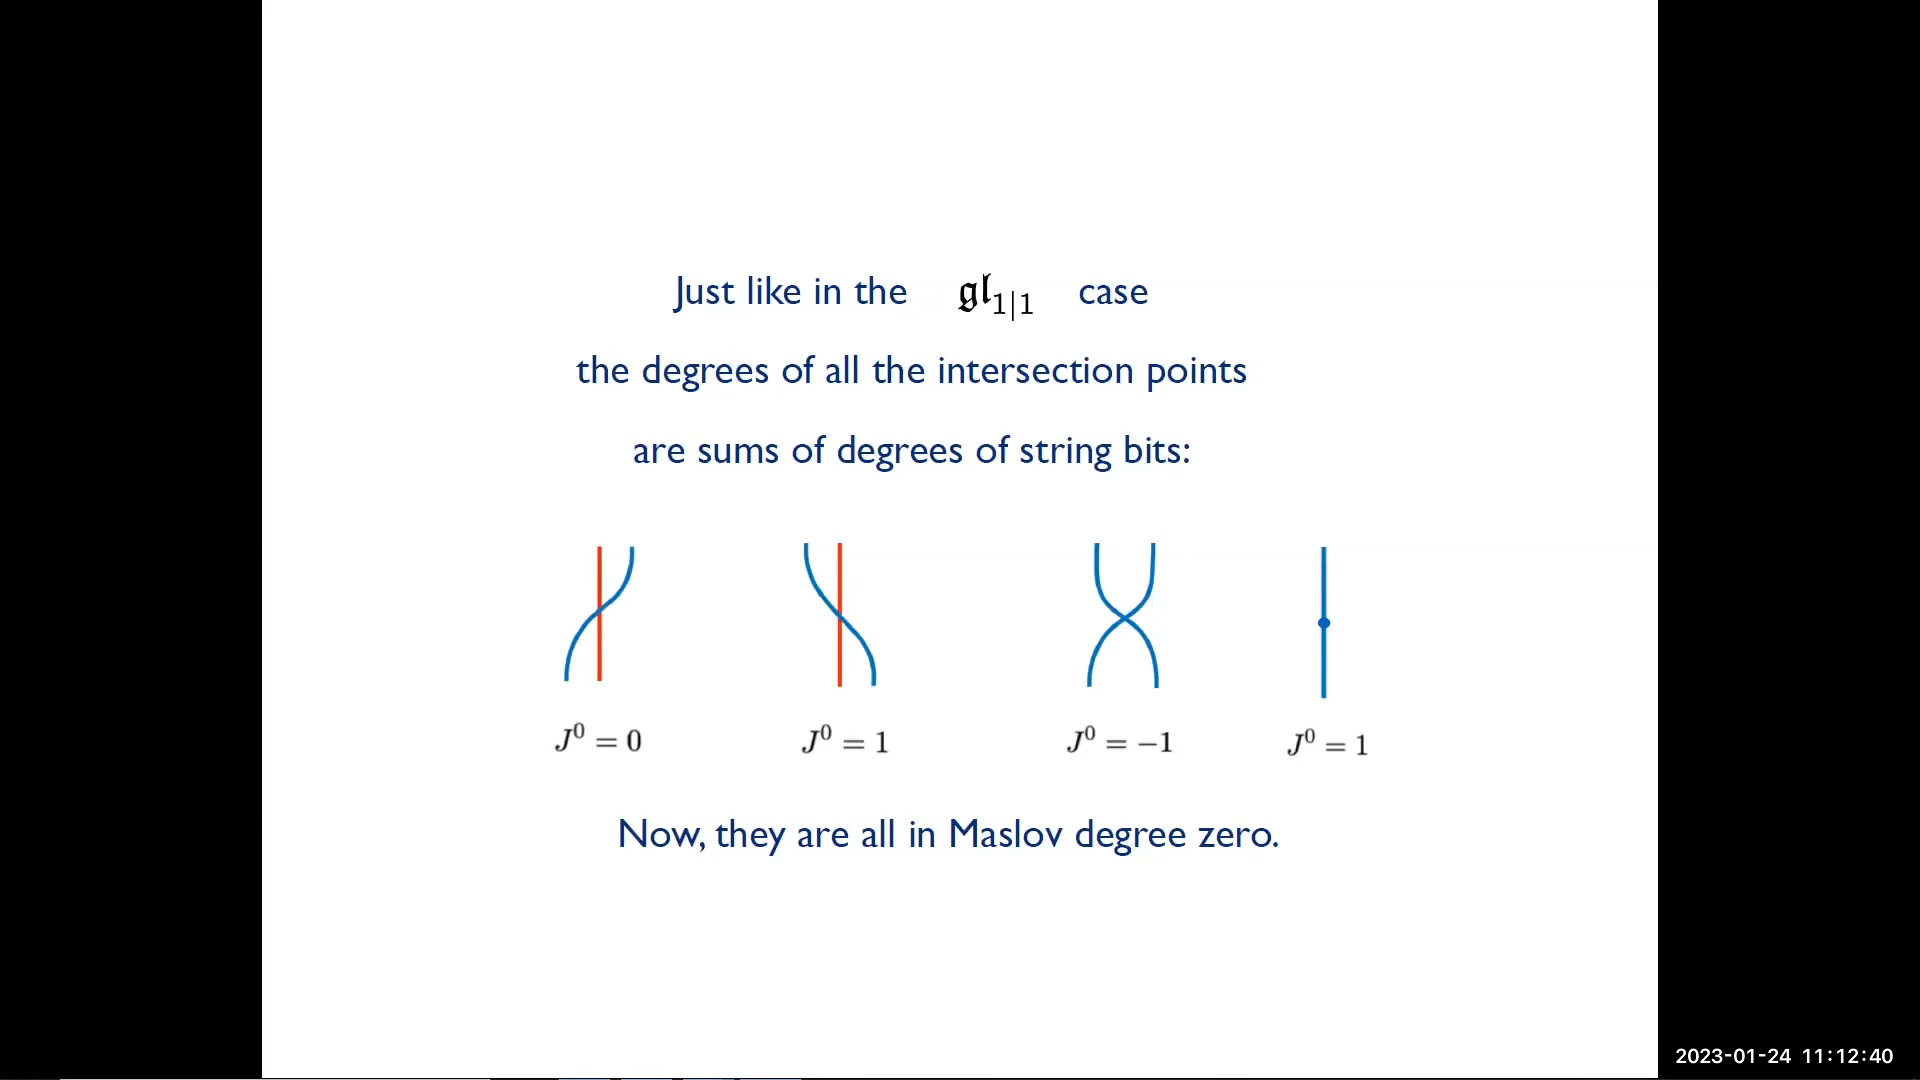 Just like in the 𝔤𝔩₁|₁ case
the degrees of all the intersection points
are sums of degrees of string bits:
J⁰ = 0 J⁰ = 1 J⁰ = −1 J⁰ = 1
Now, they are all in Maslov degree zero.
2023-01-24 11:12:40